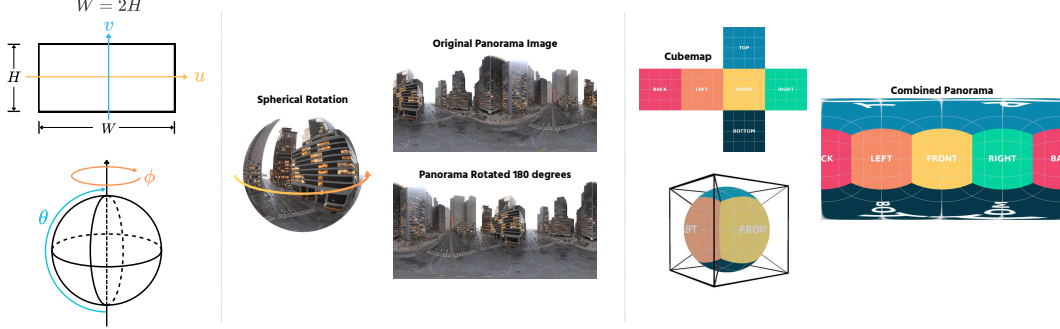 W = 2H
v
H
u
W
ϕ
θ
Spherical Rotation
Original Panorama Image
Panorama Rotated 180 degrees
Cubemap
TOP
BACK LEFT FRONT RIGHT
BOTTOM
EFT FRONT
Combined Panorama
CK LEFT FRONT RIGHT BA